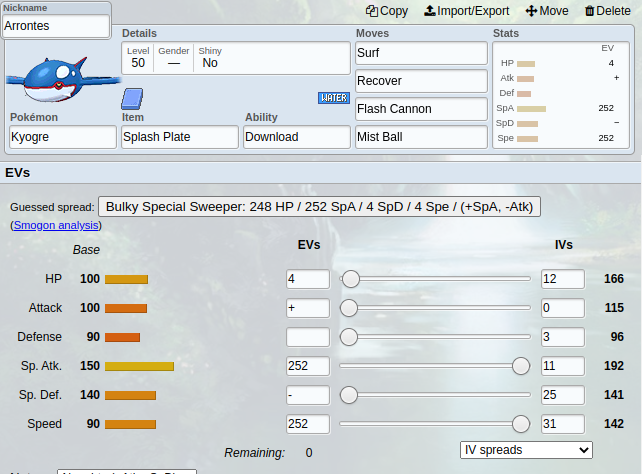 Nickname
Arrontes
Copy Import/Export Move Delete
Details
Level Gender Shiny
50 — No
WATER
Moves
Surf
Recover
Flash Cannon
Mist Ball
Stats
EV
HP 4
Atk +
Def
SpA 252
SpD −
Spe 252
Pokémon Item Ability
Kyogre Splash Plate Download
EVs
Guessed spread: Bulky Special Sweeper: 248 HP / 252 SpA / 4 SpD / 4 Spe / (+SpA, -Atk)
(Smogon analysis)
Base EVs IVs
HP 100 4 12 166
Attack 100 + 0 115
Defense 90 3 96
Sp. Atk. 150 252 11 192
Sp. Def. 140 - 25 141
Speed 90 252 31 142
Remaining: 0 IV spreads